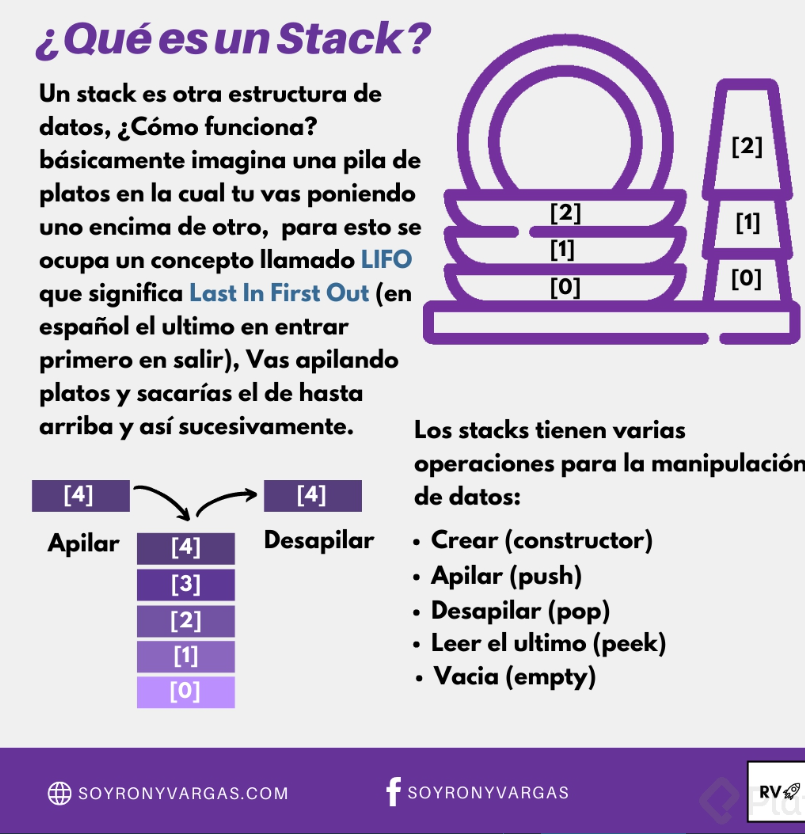 ¿Qué es un Stack?
Un stack es otra estructura de
datos, ¿Cómo funciona?
básicamente imagina una pila de
platos en la cual tu vas poniendo
uno encima de otro, para esto se
ocupa un concepto llamado LIFO
que significa Last In First Out (en
español el ultimo en entrar
primero en salir), Vas apilando
platos y sacarías el de hasta
arriba y así sucesivamente.
[2]
[1]
[0]
[2]
[1]
[0]
[4]
Apilar
[4]
Desapilar
[4]
[3]
[2]
[1]
[0]
Los stacks tienen varias
operaciones para la manipulación
de datos:
• Crear (constructor)
• Apilar (push)
• Desapilar (pop)
• Leer el ultimo (peek)
• Vacia (empty)
SOYRONYVARGAS.COM
SOYRONYVARGAS
RV